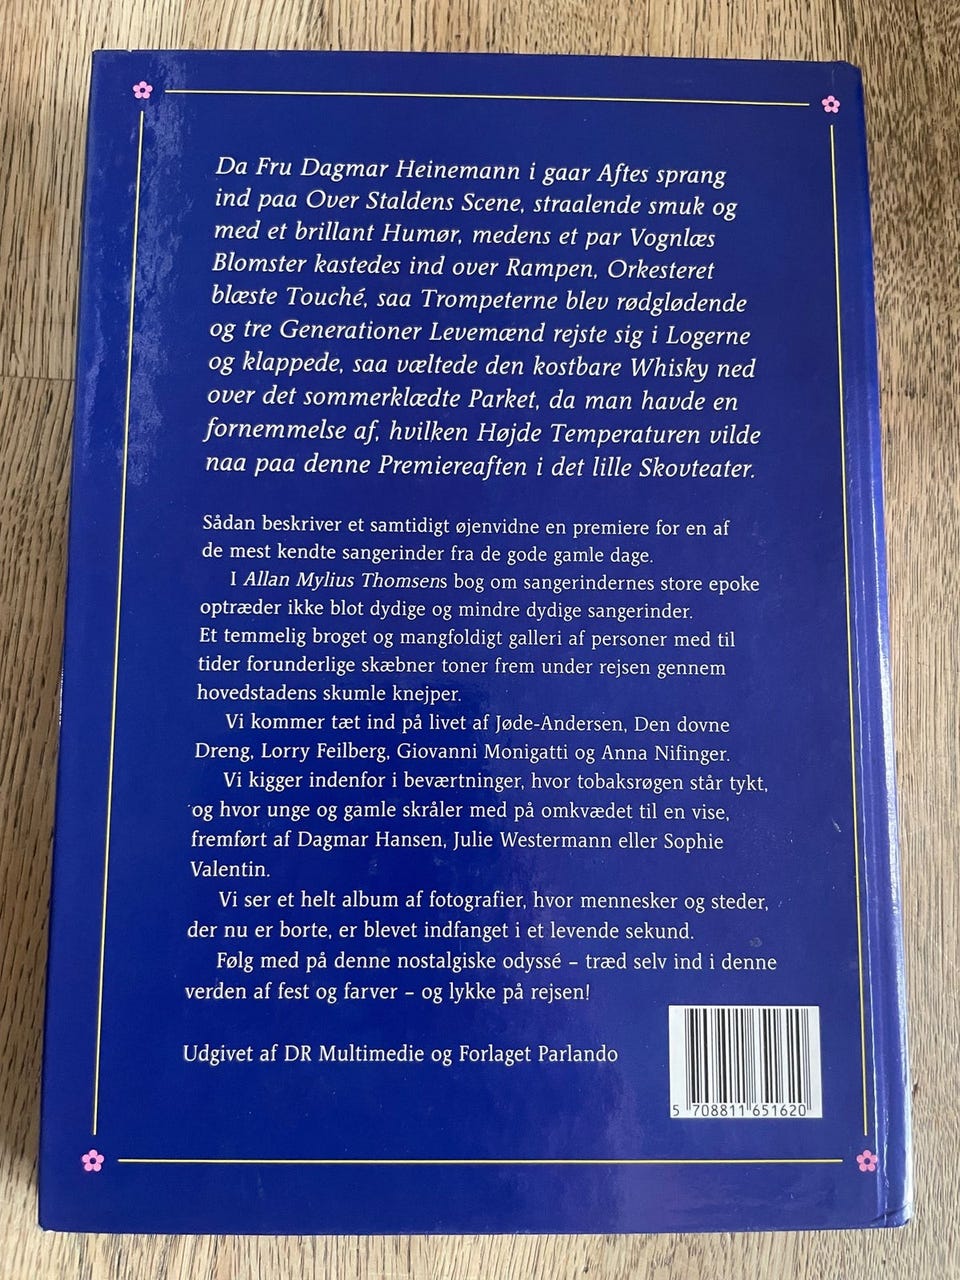 Da Fru Dagmar Heinemann i gaar Aftes sprang
ind paa Over Staldens Scene, straalende smuk og
med et brillant Humør, medens et par Vognlæs
Blomster kastedes ind over Rampen, Orkesteret
blæste Touché, saa Trompeterne blev rødglødende
og tre Generationer Levemænd rejste sig i Logerne
og klappede, saa væltede den kostbare Whisky ned
over det sommerklædte Parket, da man havde en
fornemmelse af, hvilken Højde Temperaturen vilde
naa paa denne Premiereaften i det lille Skovteater.
Sådan beskriver et samtidigt øjenvidne en premiere for en af
de mest kendte sangerinder fra de gode gamle dage.
I Allan Mylius Thomsens bog om sangerindernes store epoke
optræder ikke blot dydige og mindre dydige sangerinder.
Et temmelig broget og mangfoldigt galleri af personer med til
tider forunderlige skæbner toner frem under rejsen gennem
hovedstadens skumle knejper.
Vi kommer tæt ind på livet af Jøde-Andersen, Den dovne
Dreng, Lorry Feilberg, Giovanni Monigatti og Anna Nifinger.
Vi kigger indenfor i beværtninger, hvor tobaksrøgen står tykt,
og hvor unge og gamle skråler med på omkvædet til en vise,
fremført af Dagmar Hansen, Julie Westermann eller Sophie
Valentin.
Vi ser et helt album af fotografier, hvor mennesker og steder,
der nu er borte, er blevet indfanget i et levende sekund.
Følg med på denne nostalgiske odyssé – træd selv ind i denne
verden af fest og farver – og lykke på rejsen!
Udgivet af DR Multimedie og Forlaget Parlando
5 708811 651620